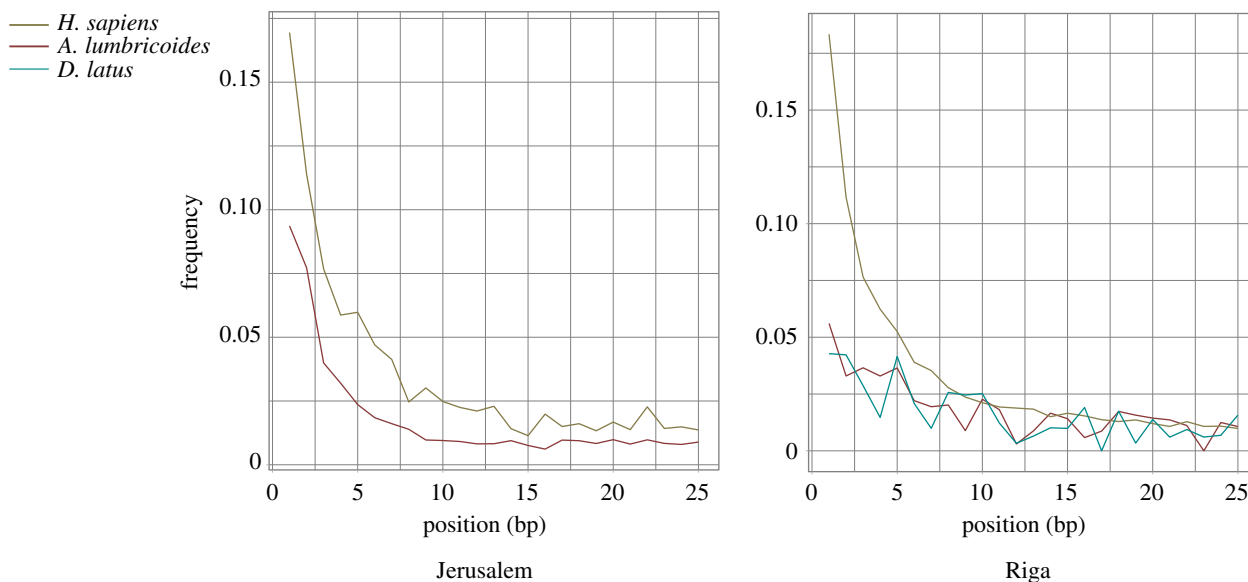 H. sapiens
A. lumbricoides
D. latus
frequency
0.15
0.10
0.05
0
0 5 10 15 20 25
position (bp)
Jerusalem
0.15
0.10
0.05
0
0 5 10 15 20 25
position (bp)
Riga